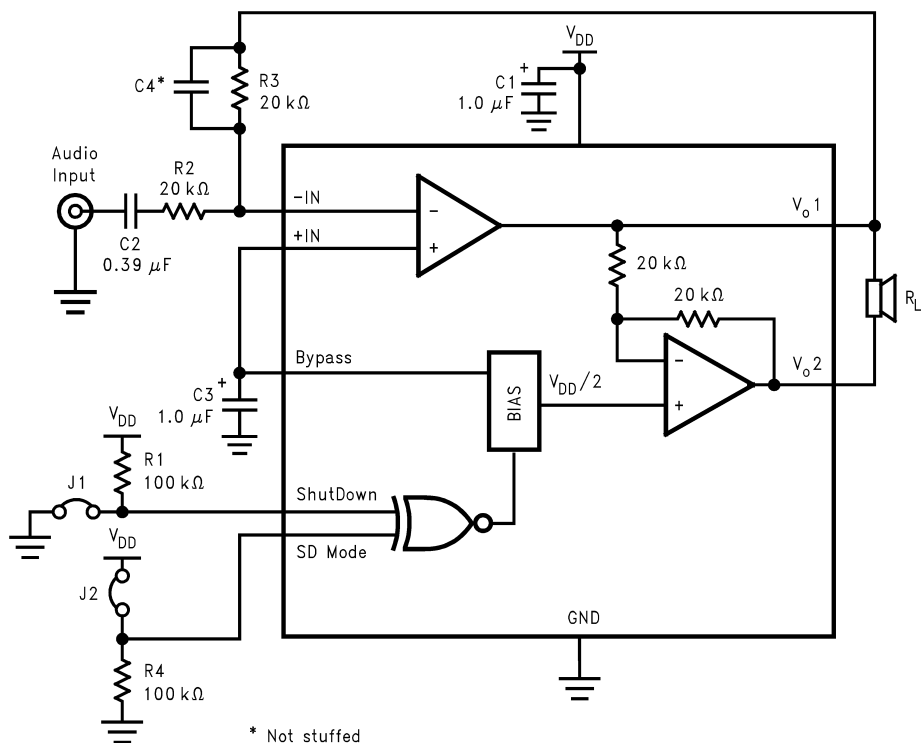 V_DD
C4*
R3
20 kΩ
C1
1.0 μF
+
Audio
Input
R2
20 kΩ
C2
0.39 μF
-IN
+IN
−
+
V_o1
20 kΩ
20 kΩ
R_L
Bypass
C3
+
1.0 μF
BIAS
V_DD/2
−
+
V_o2
V_DD
R1
100 kΩ
J1
ShutDown
V_DD
SD Mode
J2
R4
100 kΩ
GND
* Not stuffed